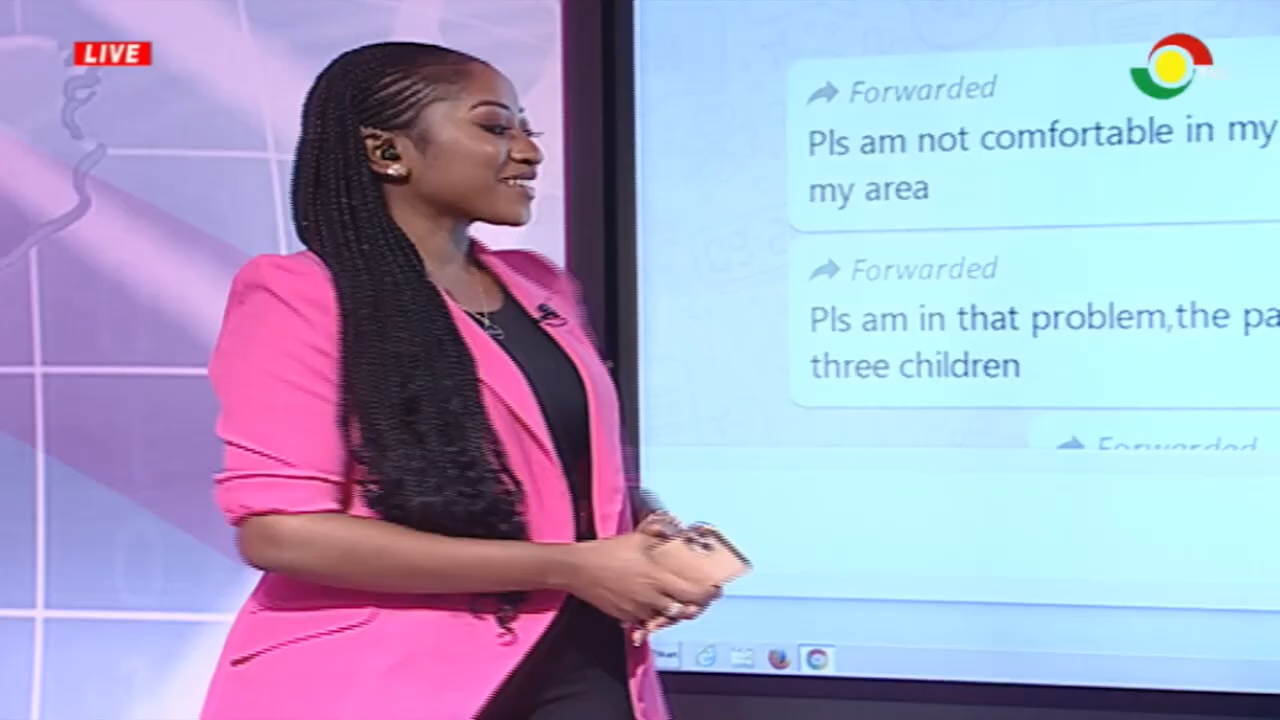 LIVE
Forwarded
Pls am not comfortable in my
my area
Forwarded
Pls am in that problem,the pa
three children
Forwarded